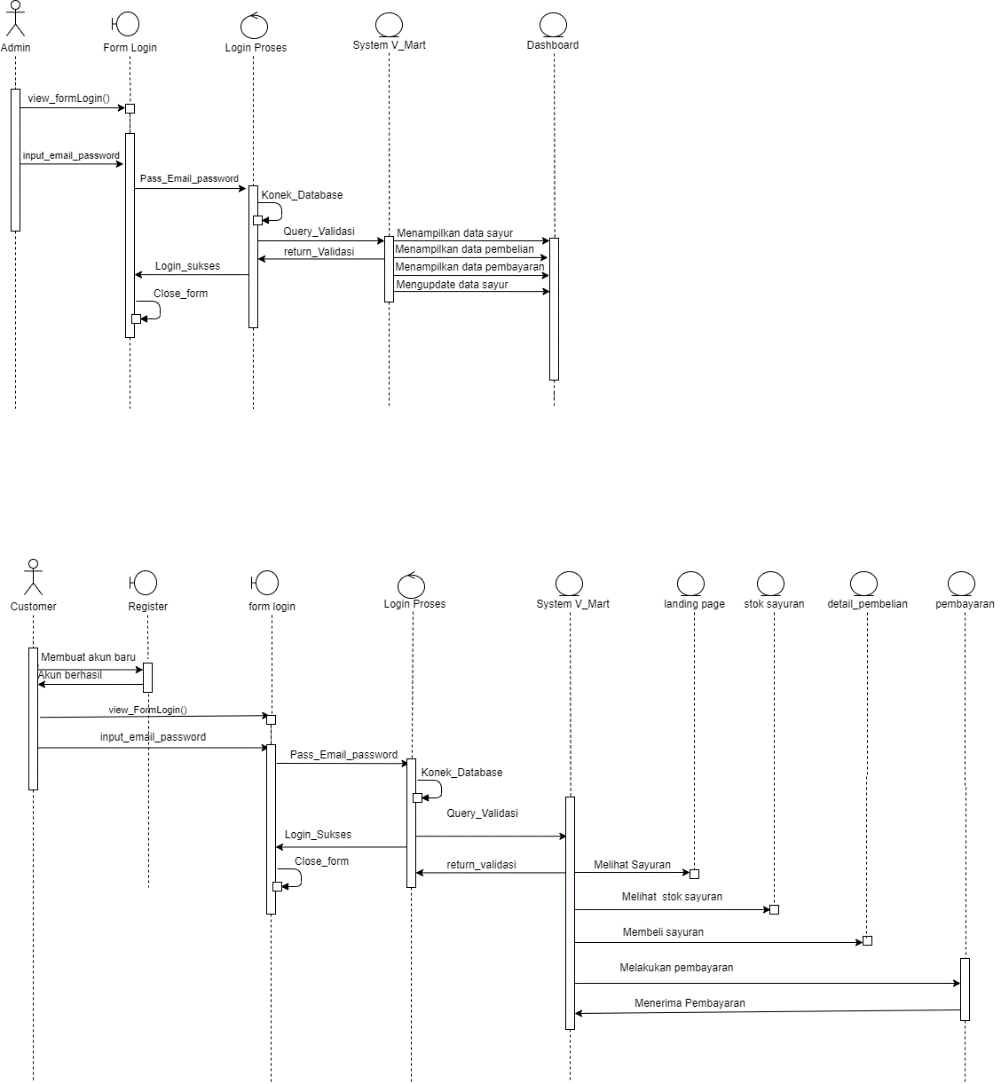 Admin
Form Login
Login Proses
System V_Mart
Dashboard
view_formLogin()
input_email_password
Pass_Email_password
Konek_Database
Query_Validasi
Menampilkan data sayur
return_Validasi
Menampilkan data pembelian
Login_sukses
Menampilkan data pembayaran
Mengupdate data sayur
Close_form
Customer
Register
form login
Login Proses
System V_Mart
landing page
stok sayuran
detail_pembelian
pembayaran
Membuat akun baru
Akun berhasil
view_FormLogin()
input_email_password
Pass_Email_password
Konek_Database
Query_Validasi
Login_Sukses
Close_form
return_validasi
Melihat Sayuran
Melihat stok sayuran
Membeli sayuran
Melakukan pembayaran
Menerima Pembayaran